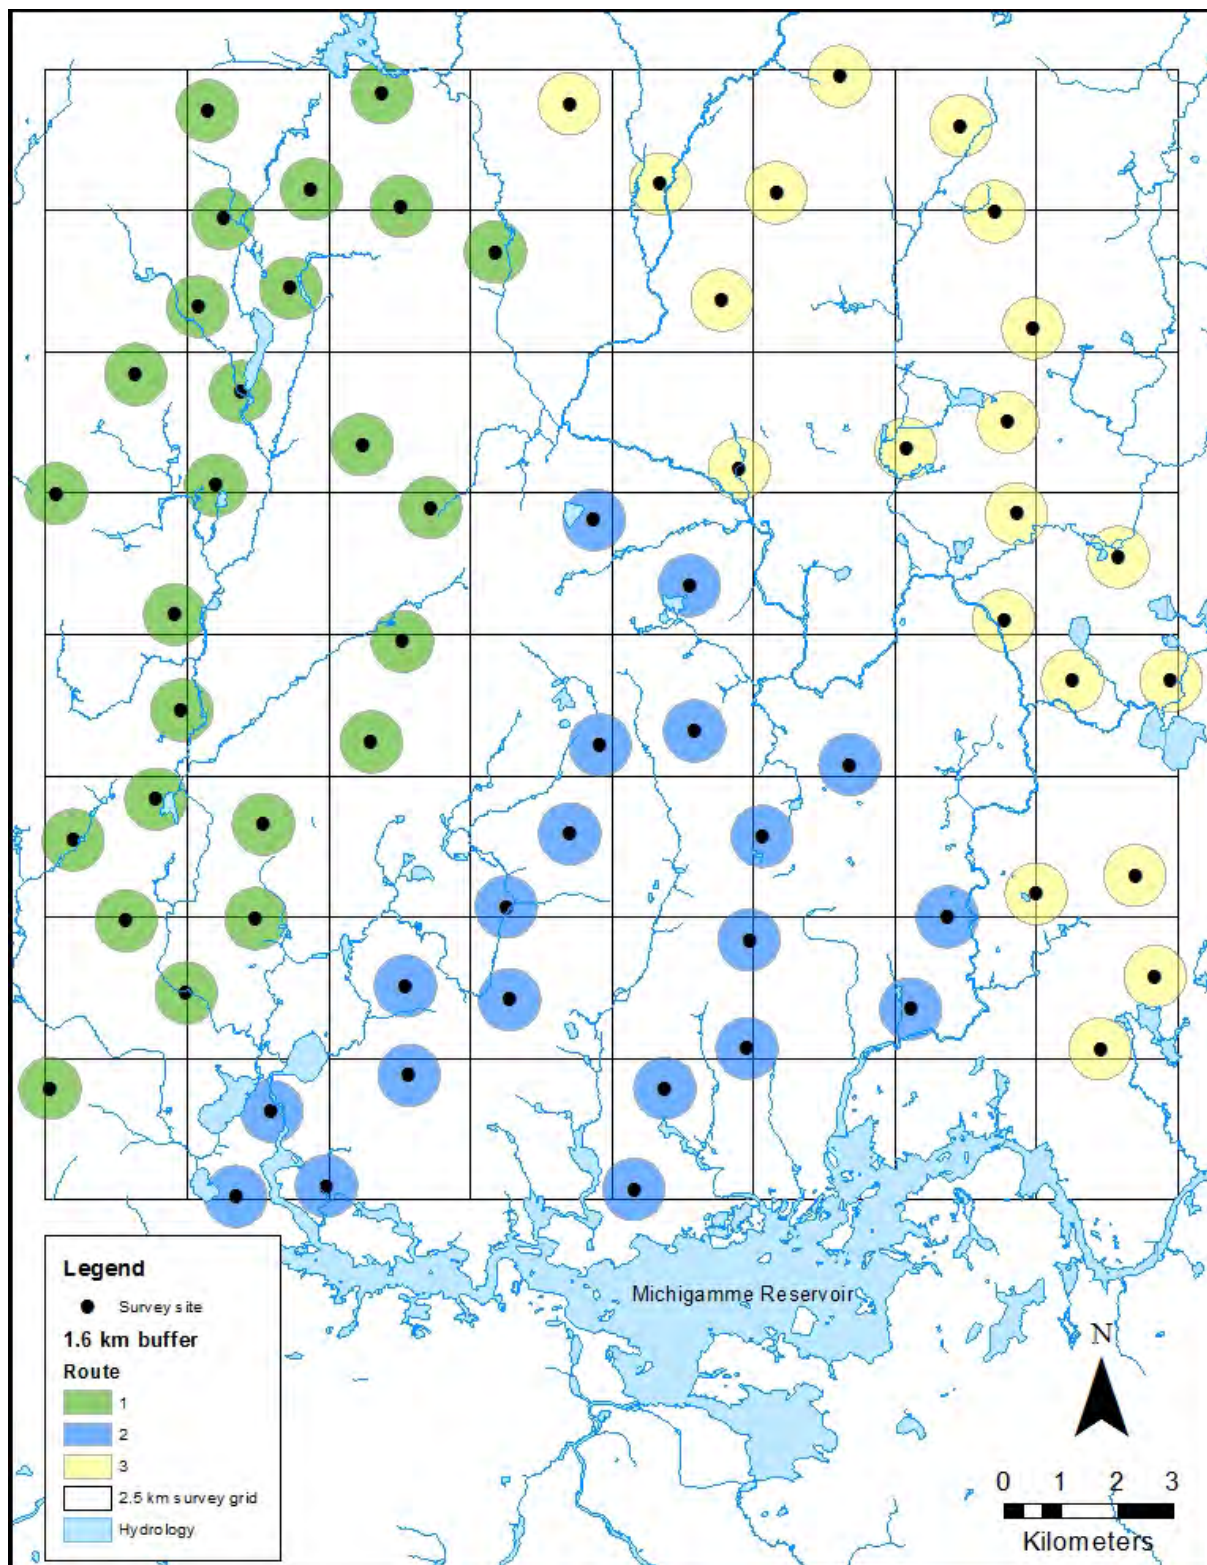 Michigamme Reservoir
Legend
Survey site
1.6 km buffer
Route
1
2
3
2.5 km survey grid
Hydrology
N
0 1 2 3
Kilometers